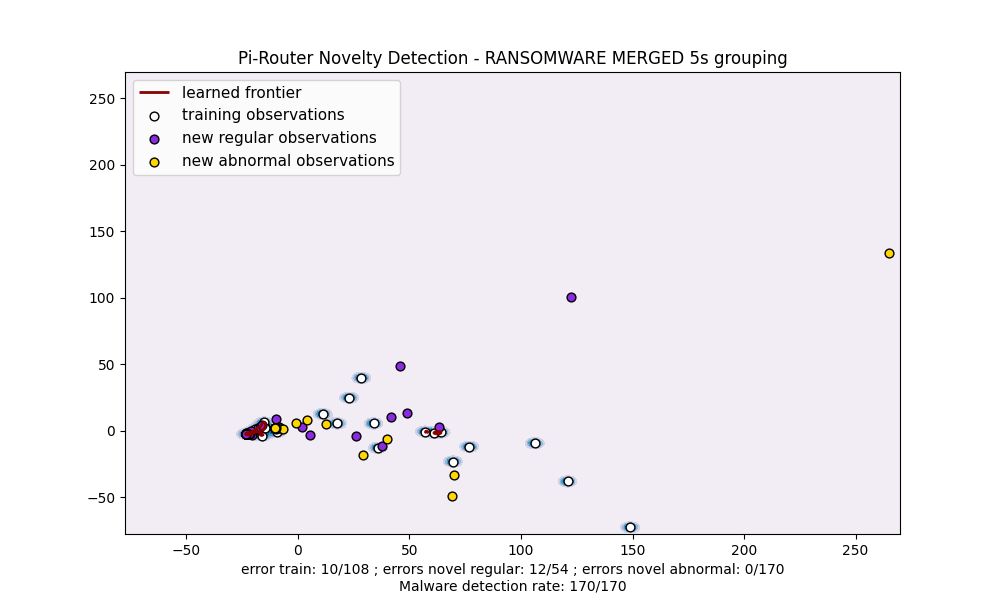 Pi-Router Novelty Detection - RANSOMWARE MERGED 5s grouping
learned frontier
training observations
new regular observations
new abnormal observations
250
200
150
100
50
0
−50
−50
0
50
100
150
200
250
error train: 10/108 ; errors novel regular: 12/54 ; errors novel abnormal: 0/170
Malware detection rate: 170/170